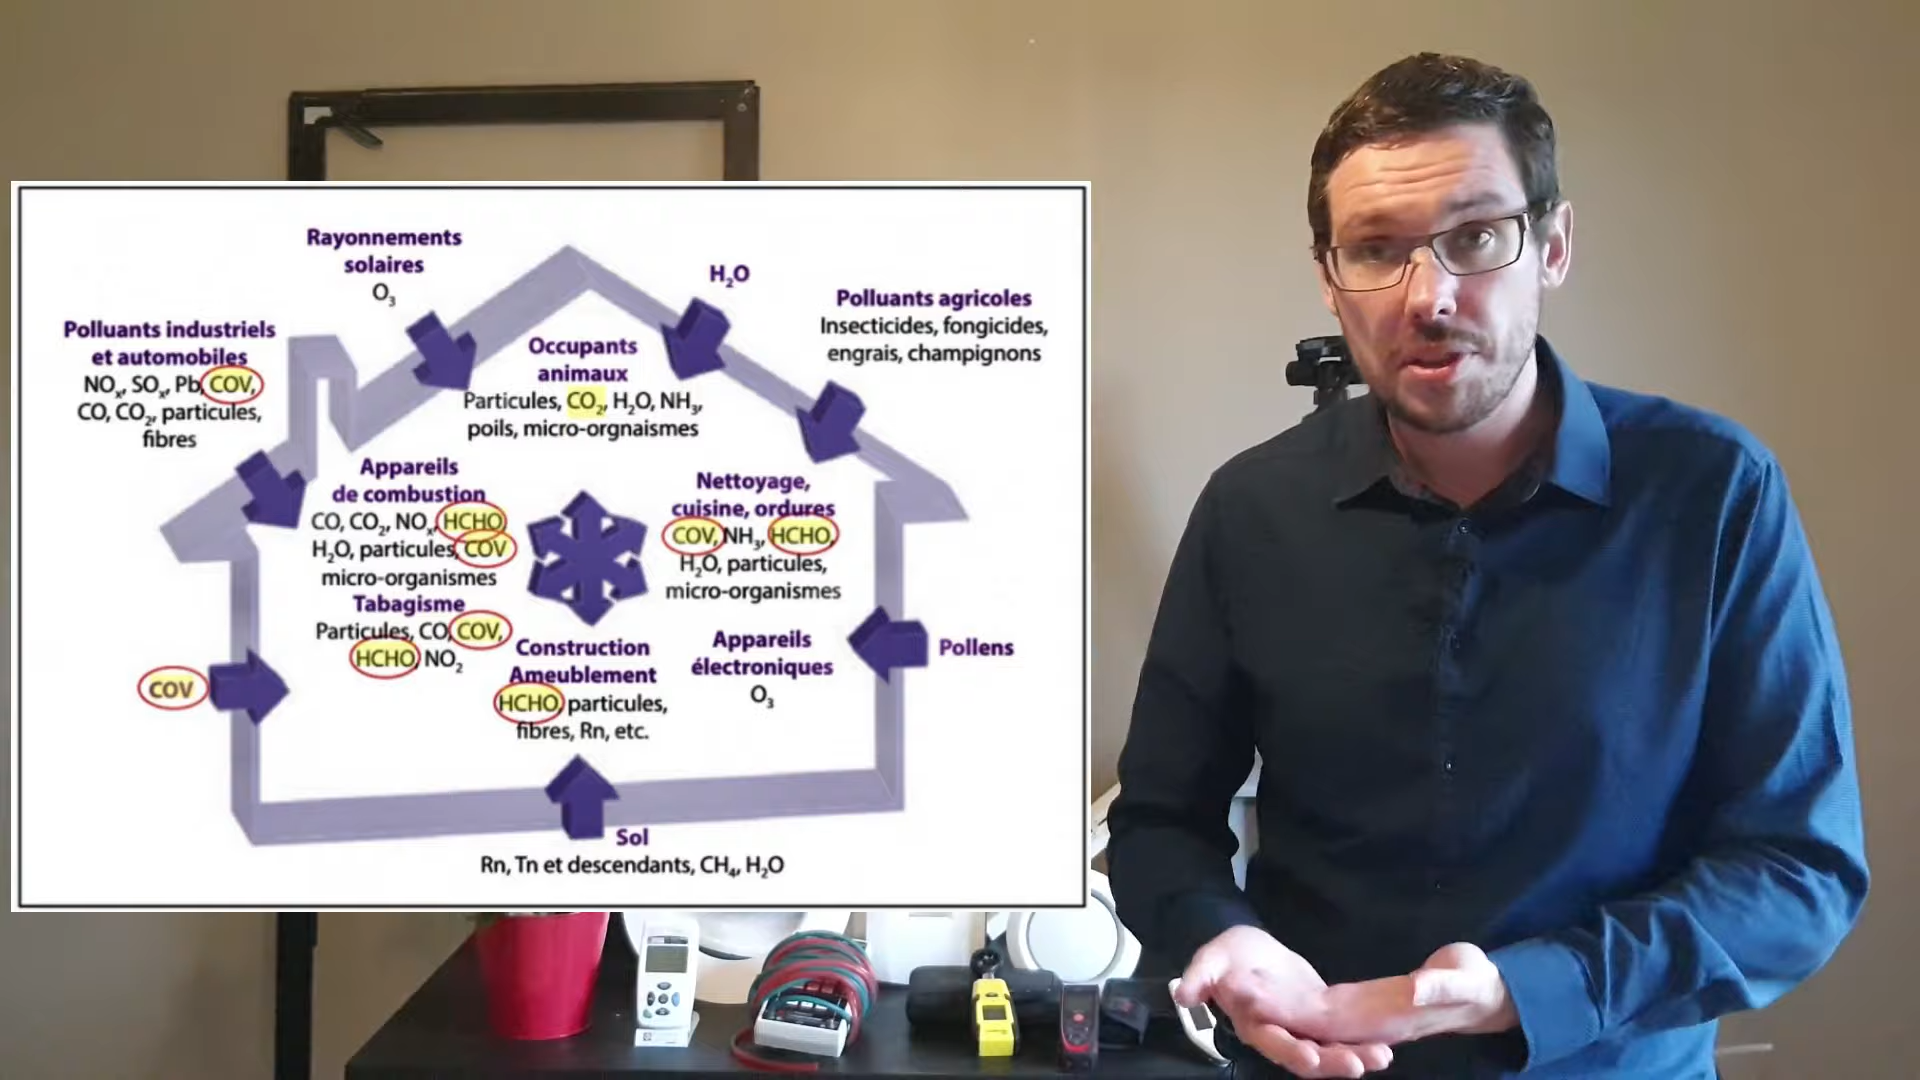 Rayonnements
solaires
O₃
H₂O
Polluants agricoles
Insecticides, fongicides,
engrais, champignons
Polluants industriels
et automobiles
NOₓ, SOₓ, Pb, COV,
CO, CO₂, particules,
fibres
Occupants
animaux
Particules, CO₂, H₂O, NH₃,
poils, micro-orgnaismes
Appareils
de combustion
CO, CO₂, NOₓ, HCHO
H₂O, particules, COV
micro-organismes
Tabagisme
Particules, CO, COV,
HCHO, NO₂
Nettoyage,
cuisine, ordures
COV, NH₃, HCHO,
H₂O, particules,
micro-organismes
Construction
Ameublement
HCHO, particules,
fibres, Rn, etc.
Appareils
électroniques
O₃
Pollens
COV
Sol
Rn, Tn et descendants, CH₄, H₂O